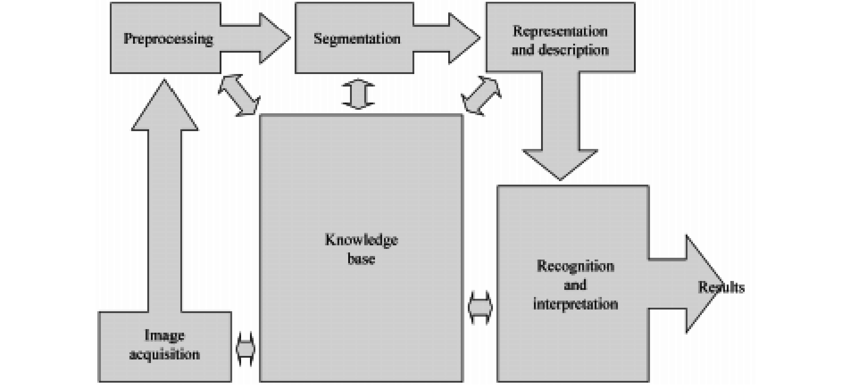 Preprocessing
Segmentation
Representation
and description
Knowledge
base
Recognition
and
interpretation
Results
Image
acquisition